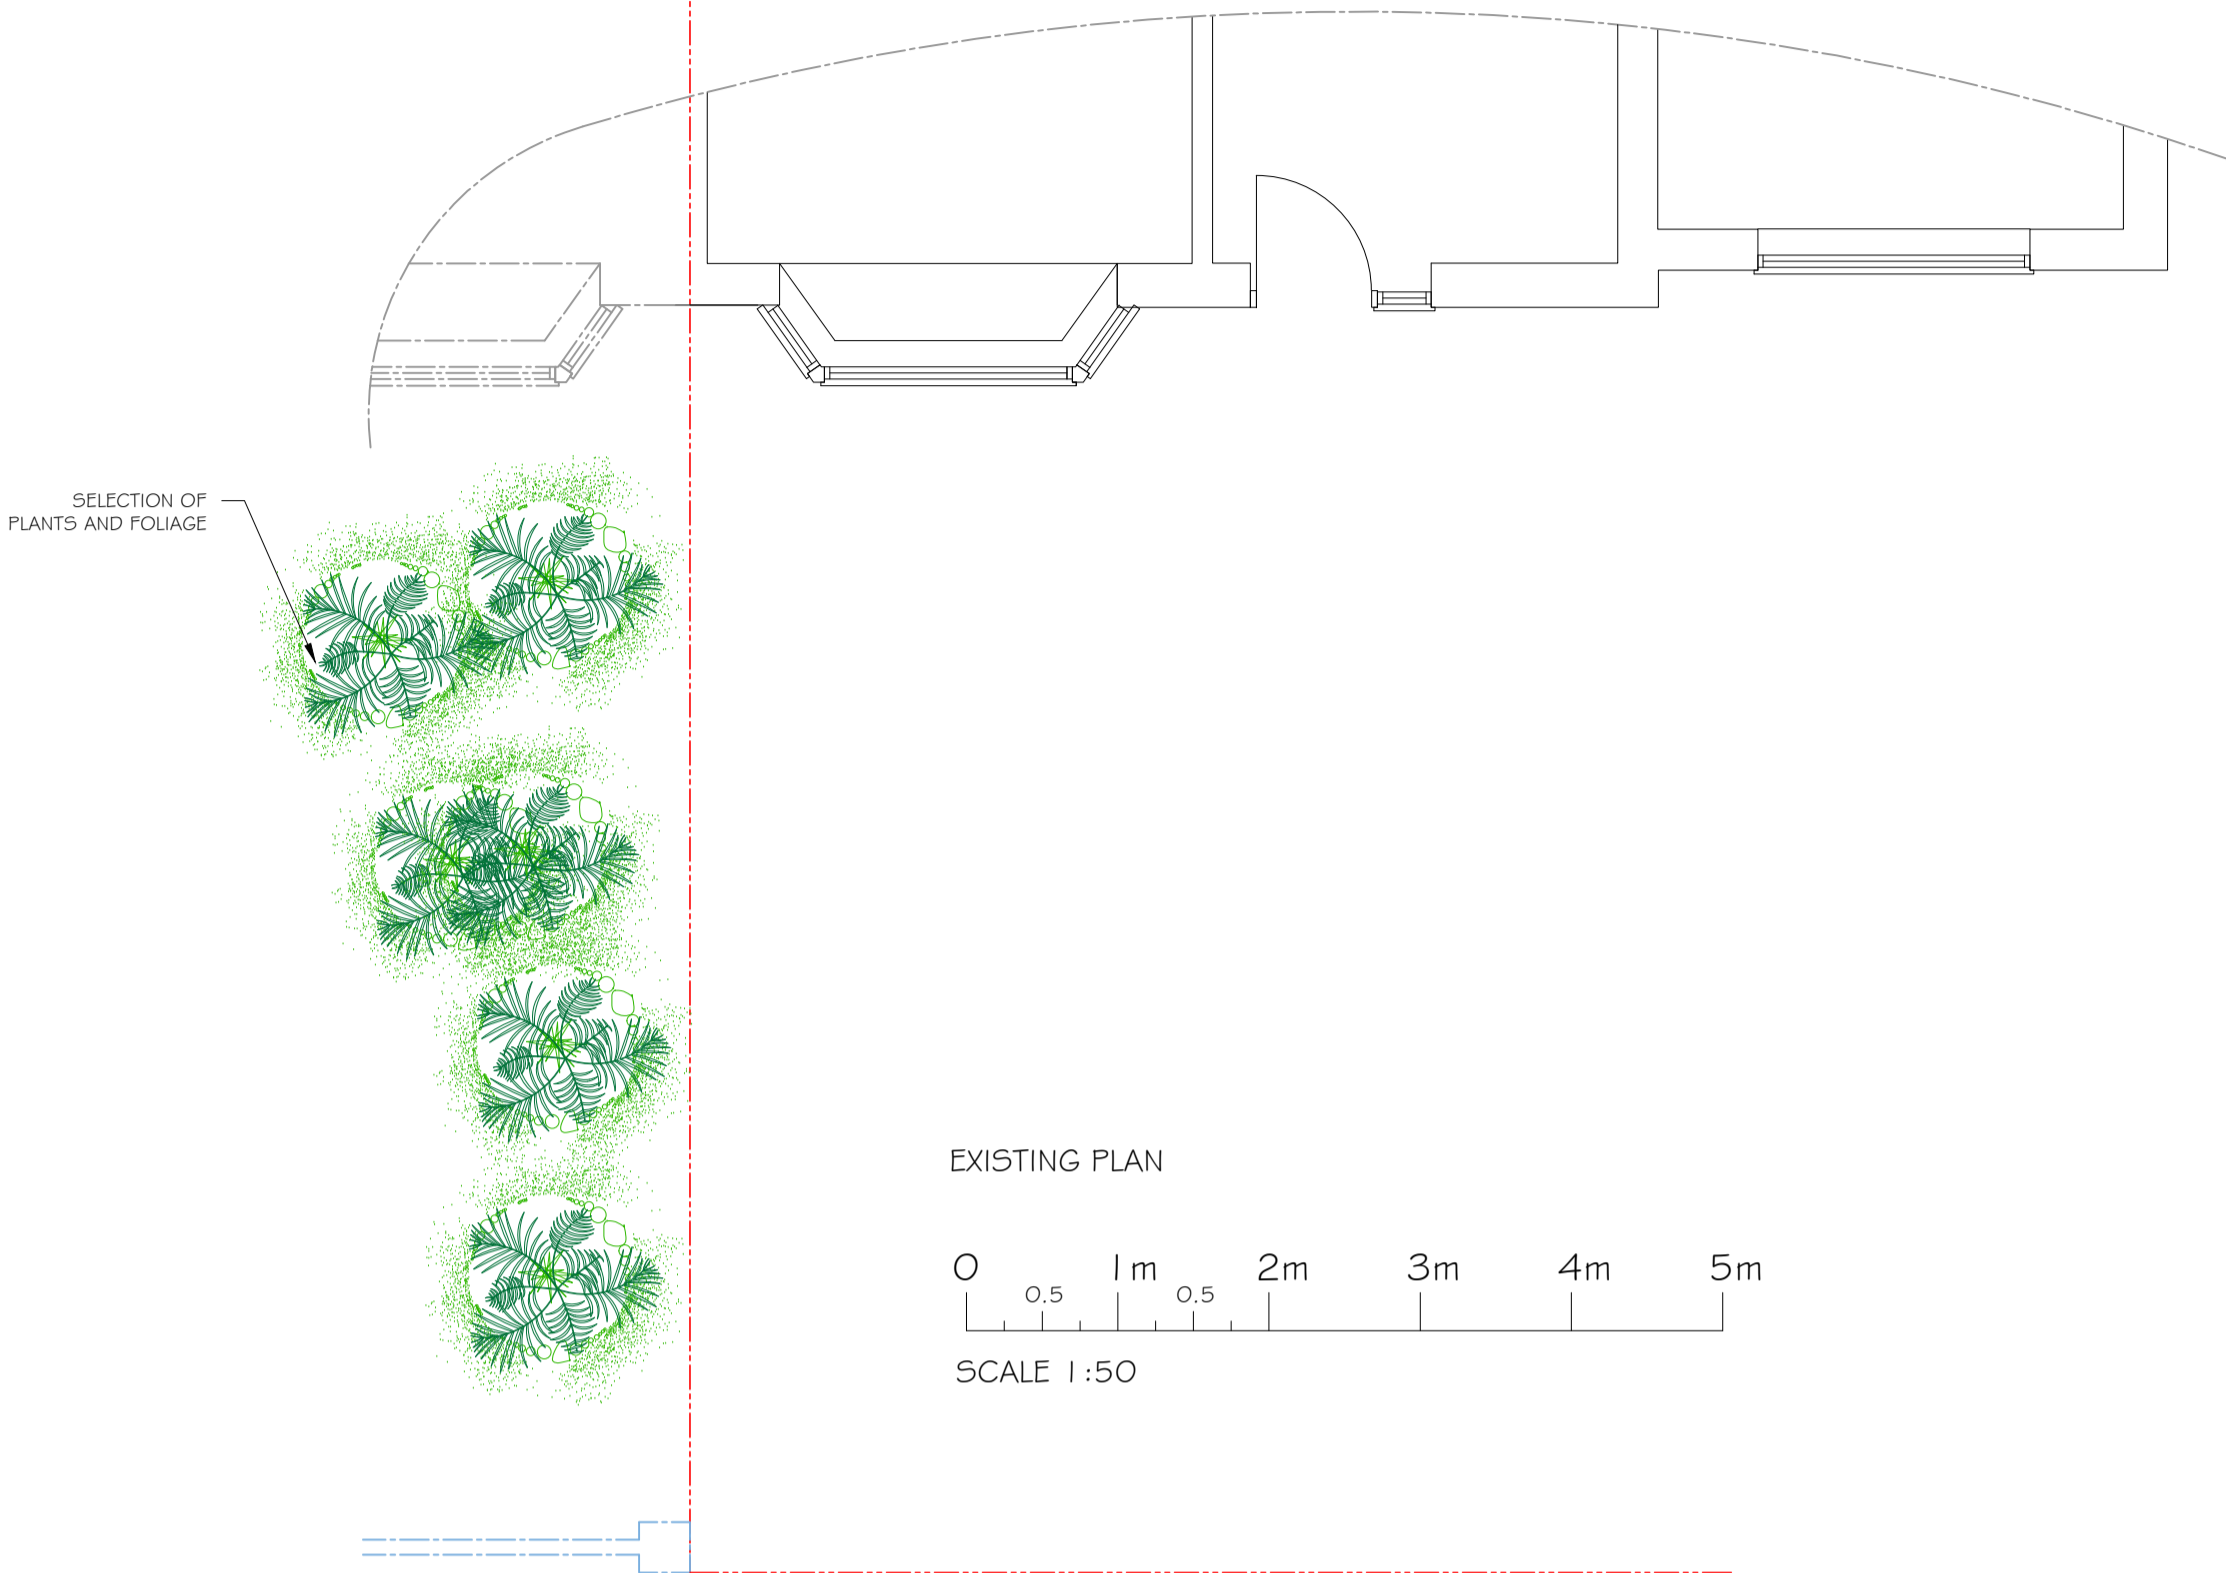 SELECTION OF
PLANTS AND FOLIAGE
EXISTING PLAN
0 1m 2m 3m 4m 5m
0.5 0.5
SCALE 1:50